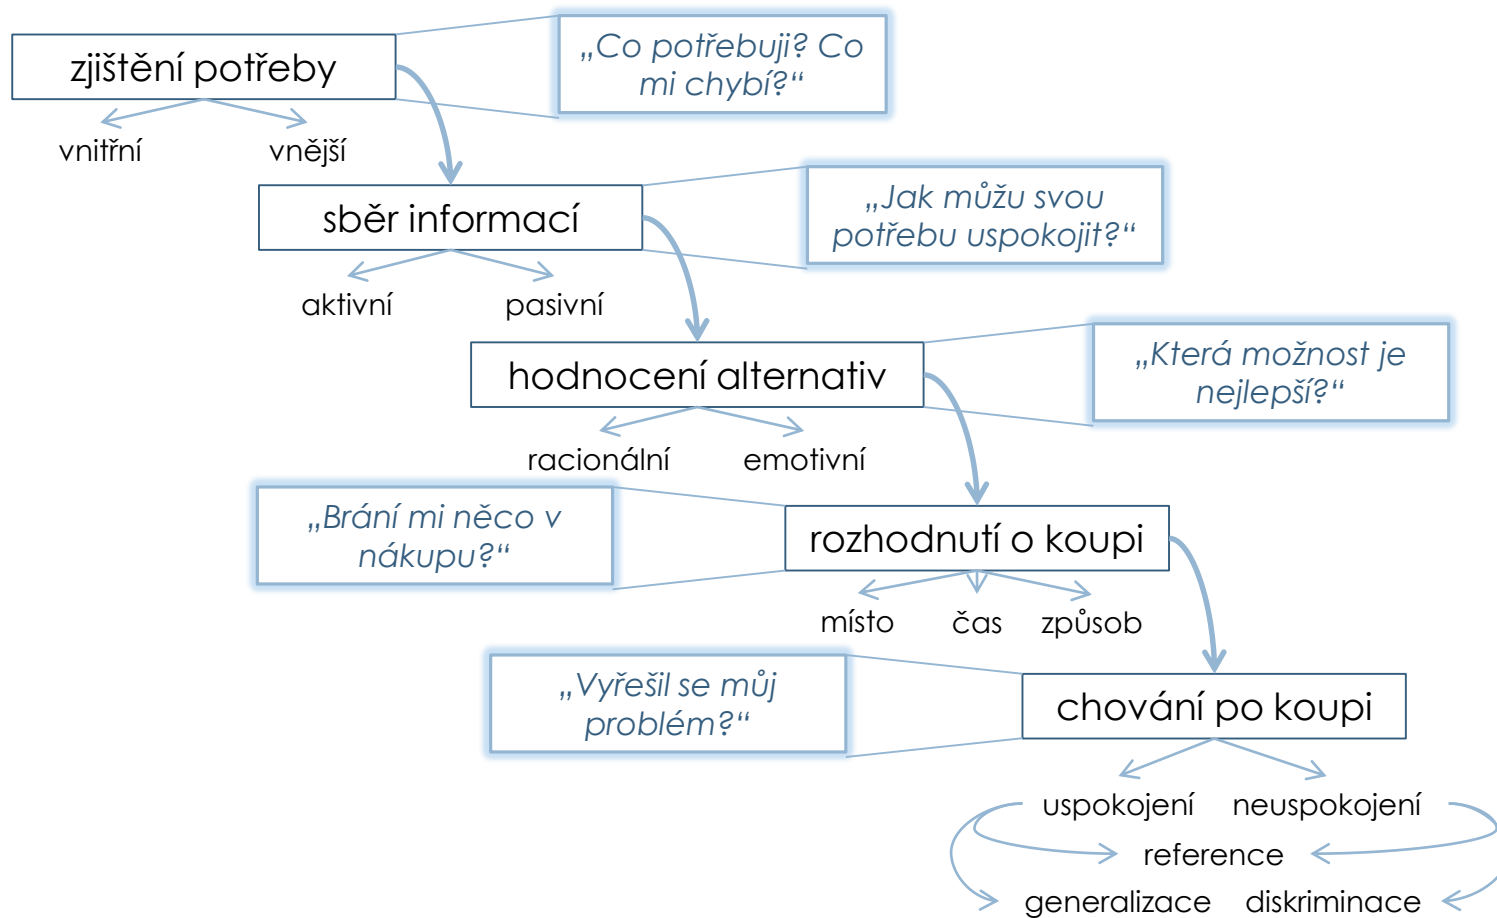 zjištění potřeby
„Co potřebuji? Co
mi chybí?“
vnitřní
vnější
sběr informací
„Jak můžu svou
potřebu uspokojit?“
aktivní
pasivní
hodnocení alternativ
„Která možnost je
nejlepší?“
racionální
emotivní
„Brání mi něco v
nákupu?“
rozhodnutí o koupi
místo
čas
způsob
„Vyřešil se můj
problém?“
chování po koupi
uspokojení
neuspokojení
reference
generalizace
diskriminace